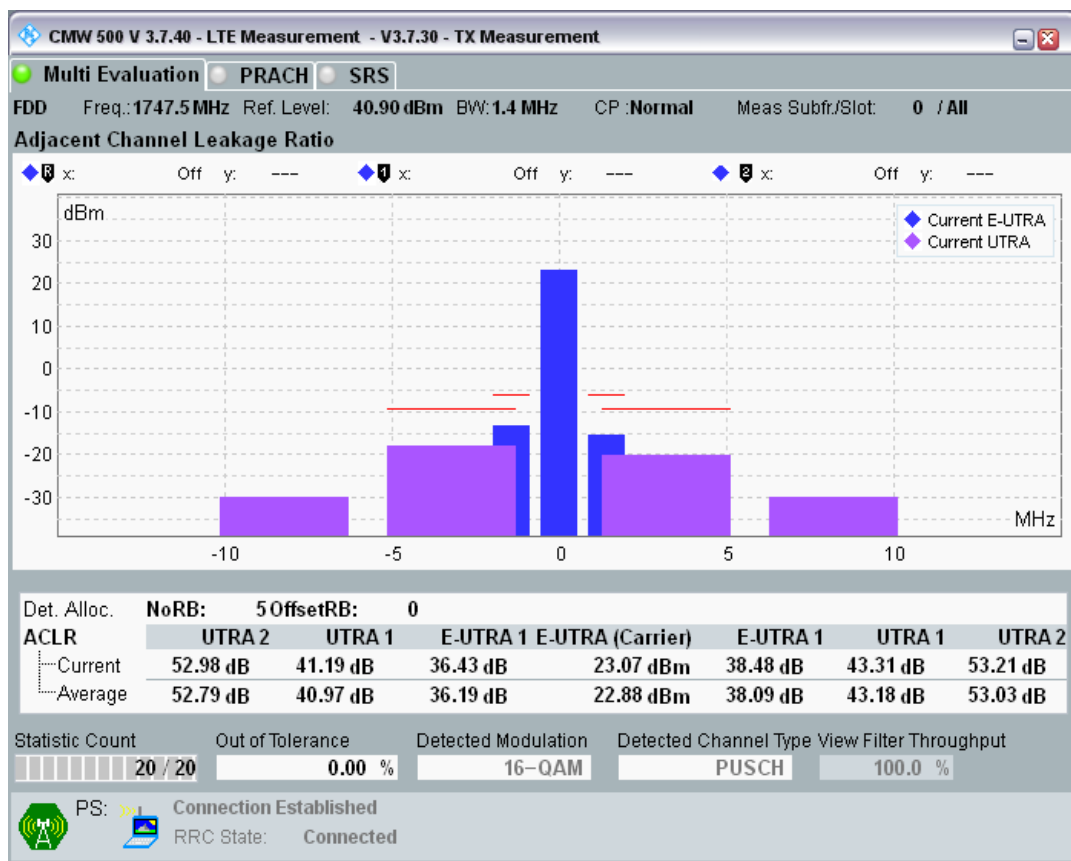 CMW 500 V 3.7.40 - LTE Measurement - V3.7.30 - TX Measurement
Multi Evaluation PRACH SRS
FDD Freq.: 1747.5 MHz Ref. Level: 40.90 dBm BW: 1.4 MHz CP :Normal Meas Subfr./Slot: 0 / All
Adjacent Channel Leakage Ratio
R x: Off y: --- 1 x: Off y: --- 2 x: Off y: ---
dBm
Current E-UTRA
Current UTRA
30
20
10
0
-10
-20
-30
MHz
-10 -5 0 5 10
Det. Alloc. NoRB: 5 OffsetRB: 0
ACLR UTRA 2 UTRA 1 E-UTRA 1 E-UTRA (Carrier) E-UTRA 1 UTRA 1 UTRA 2
Current 52.98 dB 41.19 dB 36.43 dB 23.07 dBm 38.48 dB 43.31 dB 53.21 dB
Average 52.79 dB 40.97 dB 36.19 dB 22.88 dBm 38.09 dB 43.18 dB 53.03 dB
Statistic Count Out of Tolerance Detected Modulation Detected Channel Type View Filter Throughput
20 / 20 0.00 % 16-QAM PUSCH 100.0 %
PS: Connection Established
RRC State: Connected